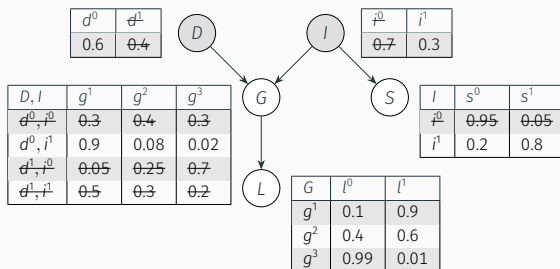 d⁰ d¹
0.6 0.4
D
I
i⁰ i¹
0.7 0.3
D, I g¹ g² g³
d⁰, i⁰ 0.3 0.4 0.3
d⁰, i¹ 0.9 0.08 0.02
d¹, i⁰ 0.05 0.25 0.7
d¹, i¹ 0.5 0.3 0.2
G
S
I s⁰ s¹
i⁰ 0.95 0.05
i¹ 0.2 0.8
L
G l⁰ l¹
g¹ 0.1 0.9
g² 0.4 0.6
g³ 0.99 0.01